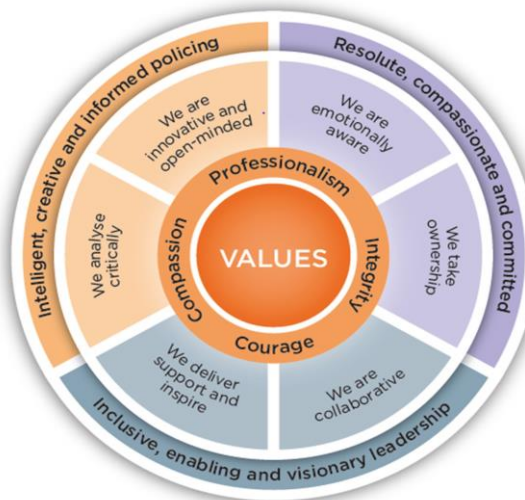 Intelligent, creative and informed policing
Resolute, compassionate and committed
We are
innovative and
open-minded
We are
emotionally
aware
Professionalism
We analyse
critically
Compassion
VALUES
Integrity
We take
ownership
Courage
We deliver
support and
inspire
We are
collaborative
Inclusive, enabling and visionary leadership